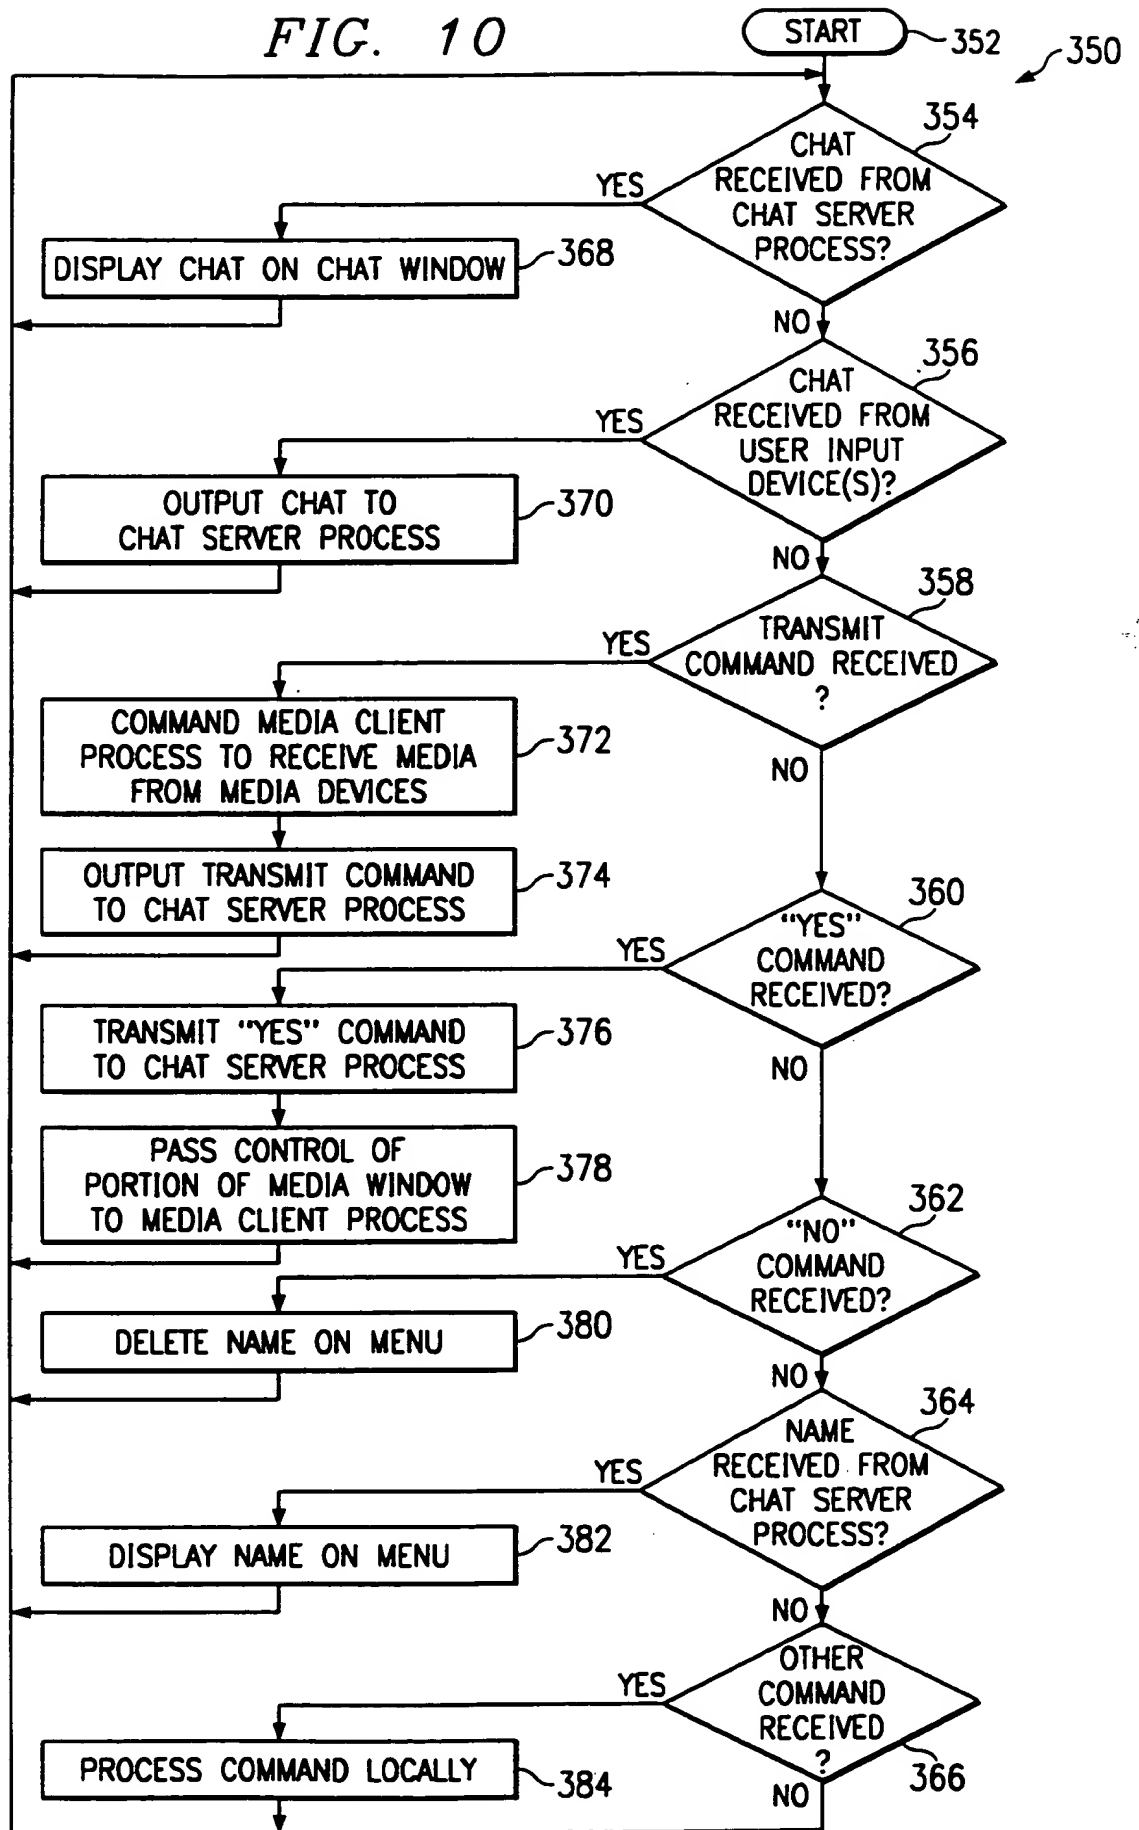 FIG. 10
START
352
350
354
CHAT
RECEIVED FROM
CHAT SERVER
PROCESS?
YES
DISPLAY CHAT ON CHAT WINDOW
368
NO
356
CHAT
RECEIVED FROM
USER INPUT
DEVICE(S)?
YES
OUTPUT CHAT TO
CHAT SERVER PROCESS
370
NO
358
TRANSMIT
COMMAND RECEIVED
?
YES
COMMAND MEDIA CLIENT
PROCESS TO RECEIVE MEDIA
FROM MEDIA DEVICES
372
NO
OUTPUT TRANSMIT COMMAND
TO CHAT SERVER PROCESS
374
360
"YES"
COMMAND
RECEIVED?
YES
TRANSMIT "YES" COMMAND
TO CHAT SERVER PROCESS
376
NO
PASS CONTROL OF
PORTION OF MEDIA WINDOW
TO MEDIA CLIENT PROCESS
378
362
"NO"
COMMAND
RECEIVED?
YES
DELETE NAME ON MENU
380
NO
364
NAME
RECEIVED FROM
CHAT SERVER
PROCESS?
YES
DISPLAY NAME ON MENU
382
NO
OTHER
COMMAND
RECEIVED
?
YES
366
PROCESS COMMAND LOCALLY
384
NO